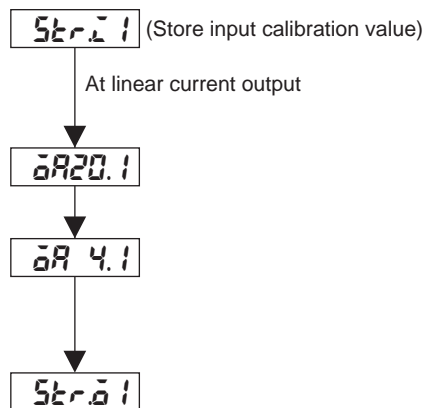 Str.i 1 (Store input calibration value)
At linear current output
oA20.1
oA 4.1
Str.o 1